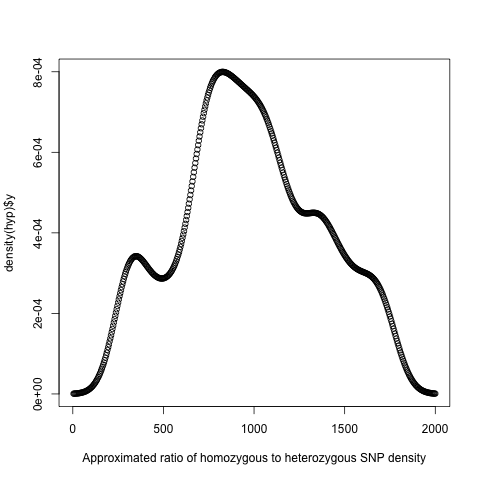 8e-04
6e-04
4e-04
2e-04
0e+00
density(hyp)$y
0 500 1000 1500 2000
Approximated ratio of homozygous to heterozygous SNP density